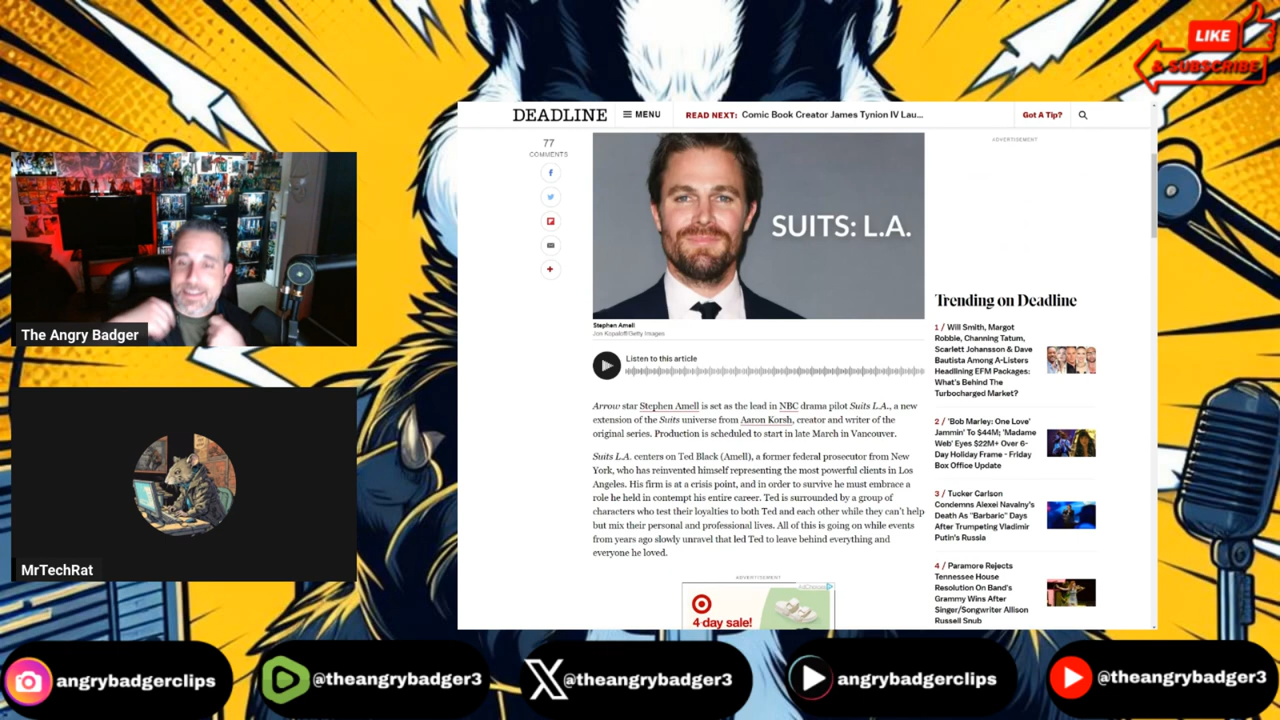 LIKE
& SUBSCRIBE
DEADLINE
MENU
READ NEXT: Comic Book Creator James Tynion IV Lau...
Got A Tip?
77
COMMENTS
ADVERTISEMENT
SUITS: L.A.
Stephen Amell
Jon Kopaloff/Getty Images
Listen to this article
Arrow star Stephen Amell is set as the lead in NBC drama pilot Suits L.A., a new
extension of the Suits universe from Aaron Korsh, creator and writer of the
original series. Production is scheduled to start in late March in Vancouver.
Suits L.A. centers on Ted Black (Amell), a former federal prosecutor from New
York, who has reinvented himself representing the most powerful clients in Los
Angeles. His firm is at a crisis point, and in order to survive he must embrace a
role he held in contempt his entire career. Ted is surrounded by a group of
characters who test their loyalties to both Ted and each other while they can't help
but mix their personal and professional lives. All of this is going on while events
from years ago slowly unravel that led Ted to leave behind everything and
everyone he loved.
ADVERTISEMENT
AdChoices
4-day sale!
Trending on Deadline
1 / Will Smith, Margot
Robbie, Channing Tatum,
Scarlett Johansson & Dave
Bautista Among A-Listers
Headlining EFM Packages:
What's Behind The
Turbocharged Market?
2 / 'Bob Marley: One Love'
Jammin' To $44M; 'Madame
Web' Eyes $22M+ Over 6-
Day Holiday Frame - Friday
Box Office Update
3 / Tucker Carlson
Condemns Alexei Navalny's
Death As "Barbaric" Days
After Trumpeting Vladimir
Putin's Russia
4 / Paramore Rejects
Tennessee House
Resolution On Band's
Grammy Wins After
Singer/Songwriter Allison
Russell Snub
The Angry Badger
MrTechRat
angrybadgerclips
@theangrybadger3
@theangrybadger3
angrybadgerclips
@theangrybadger3